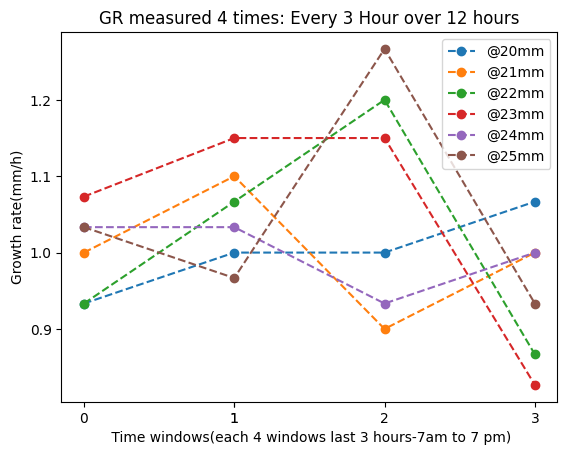 GR measured 4 times: Every 3 Hour over 12 hours
@20mm
@21mm
@22mm
@23mm
@24mm
@25mm
1.2
1.1
1.0
0.9
Growth rate(mm/h)
0 1 2 3
Time windows(each 4 windows last 3 hours-7am to 7 pm)